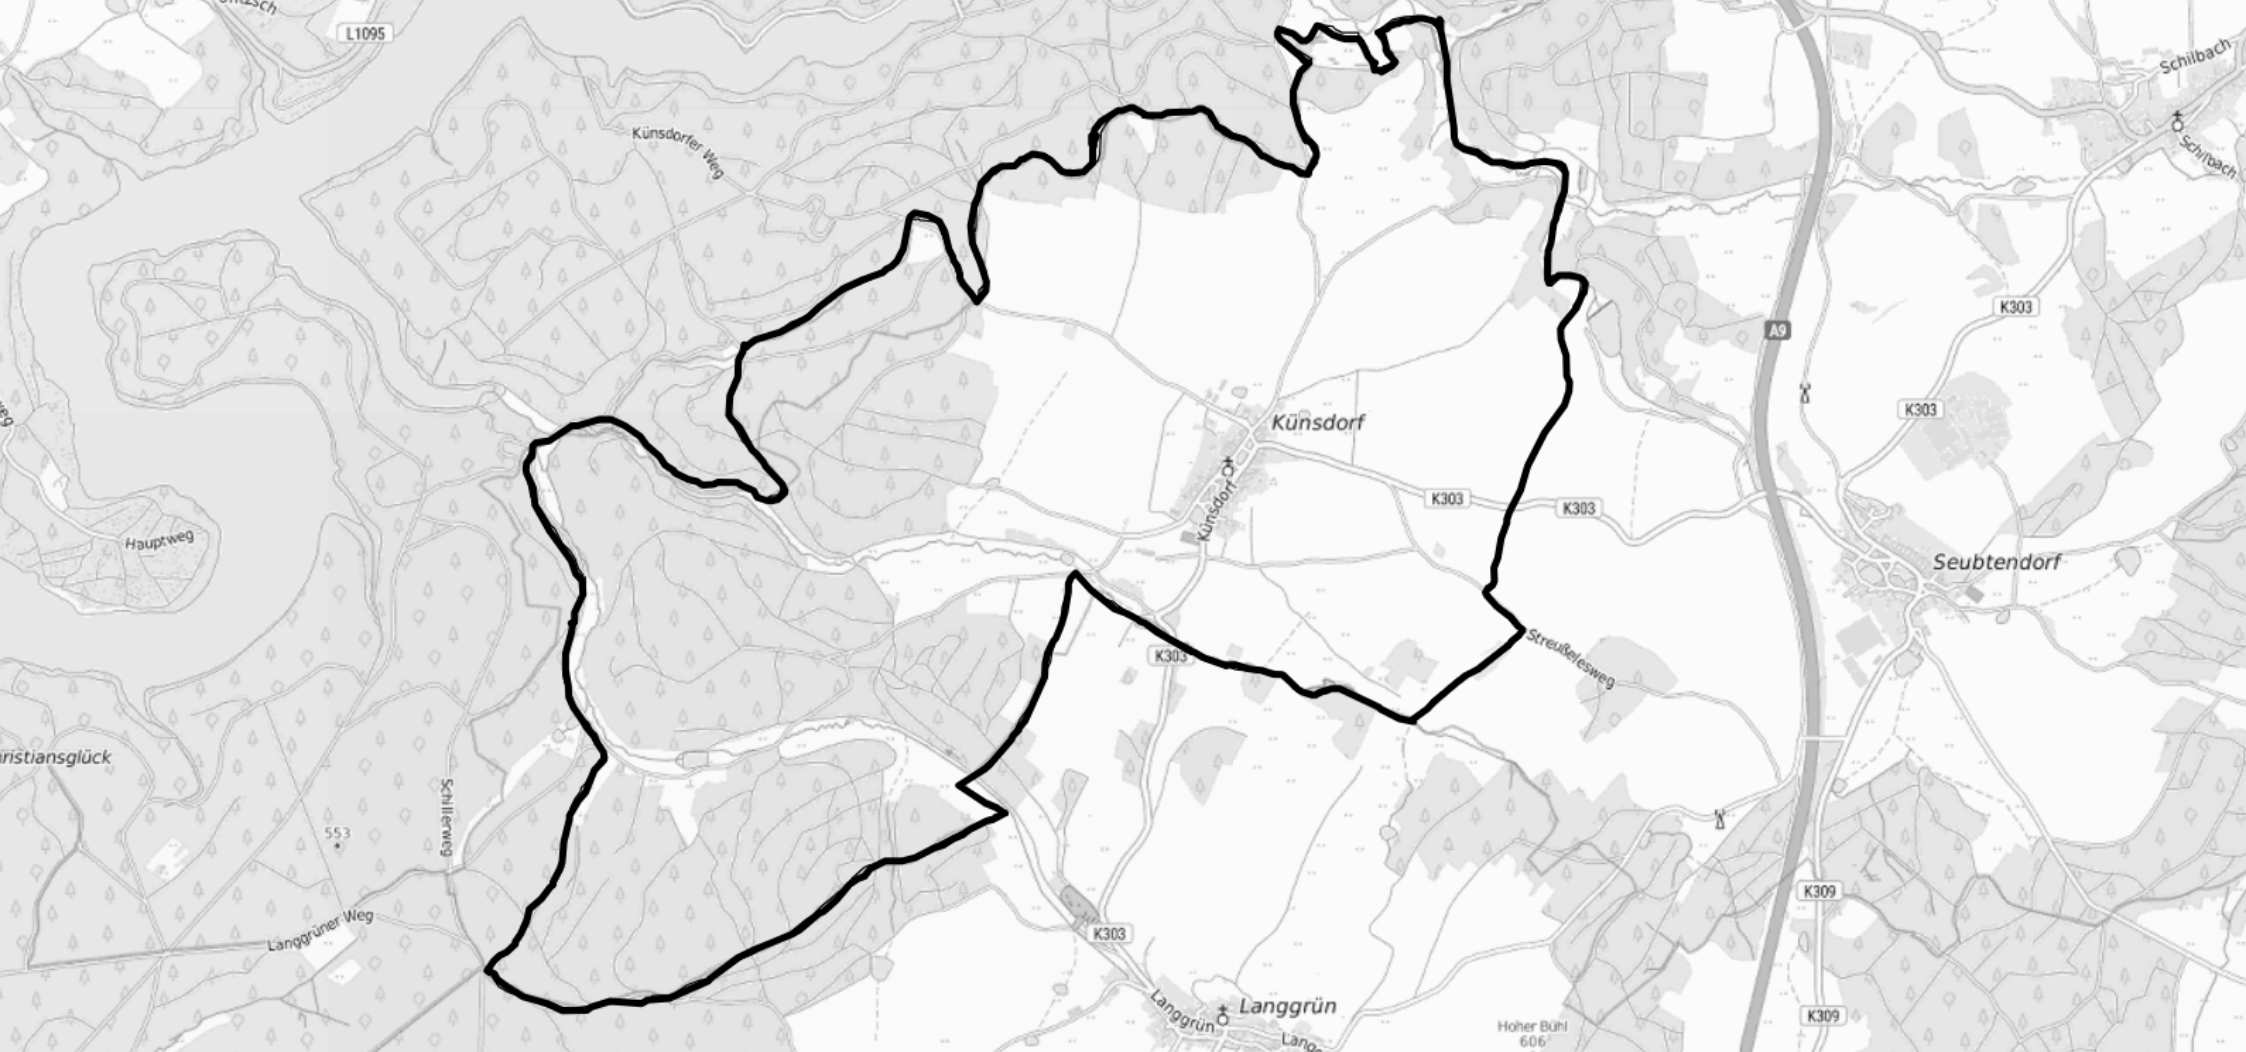 L1095
Schilbach
Künsdorfer Weg
Schilbach
K303
A9
K303
Künsdorf
K303
K303
Künsdorf
Hauptweg
Seubtendorf
Streußelesweg
K303
ristiansglück
Schillerweg
553
K309
Langgrüner Weg
K303
Langgrün
Langgrün
Lange
K309
Hoher Bühl
606